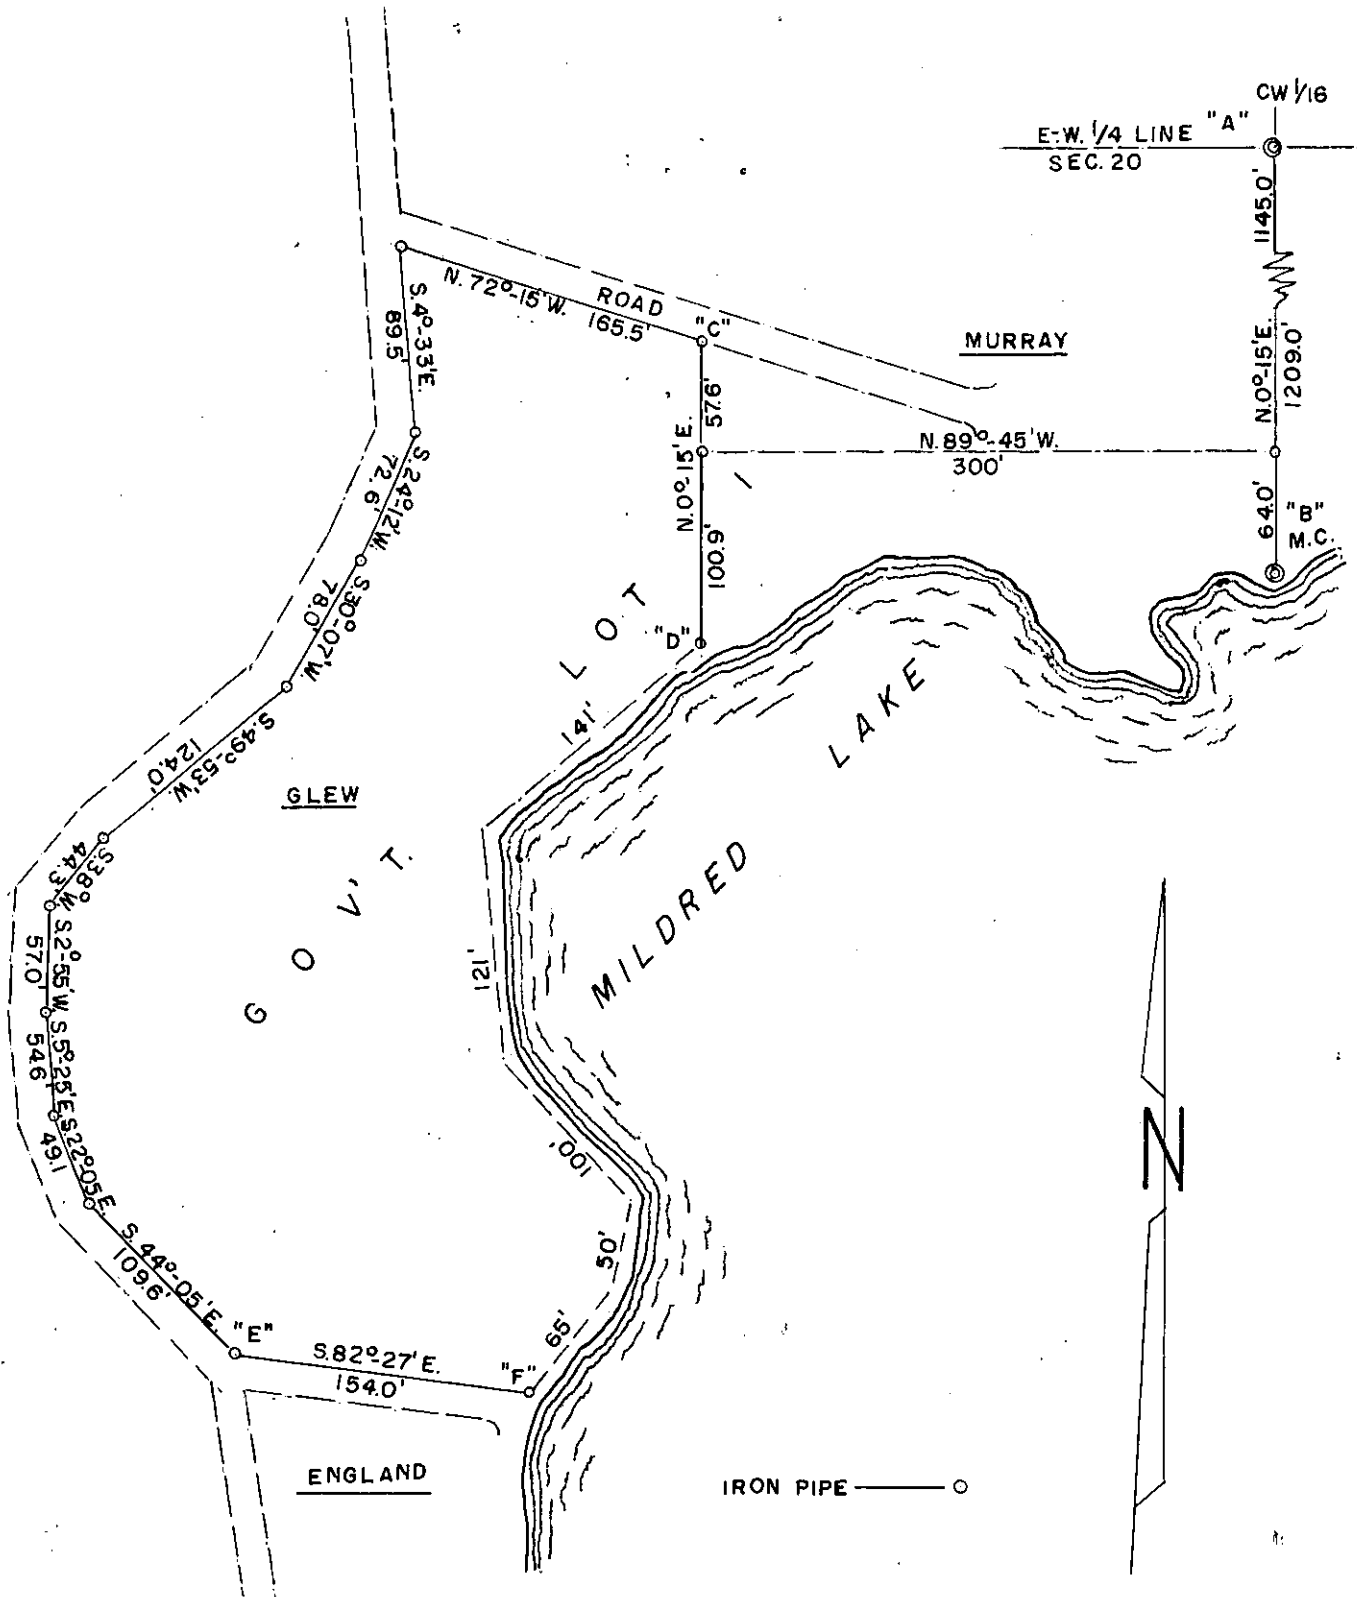 CW 1/16
"A"
E-W. 1/4 LINE
SEC. 20
1145.0'
N.0°-15'E.
1209.0'
N. 72°-15'W.
165.5'
ROAD
"C"
MURRAY
S.4°-33'E.
89.5'
57.6'
N.0°-15'E.
100.9'
N.89°-45'W.
300'
64.0'
"B"
M.C.
S.24°-12'W.
72.6'
S.30°-07'W.
78.0'
"D"
S.49°-53'W.
124.0'
141'
GLEW
GOV'T. LOT
MILDRED LAKE
S.38° W.
44.3'
S.2°-55'W.
57.0'
121'
S.5°-25'E.
54.6
S.22°-05'E.
49.1
100'
N
S.44°-05'E.
109.6'
50'
65'
"E"
S.82°-27'E.
154.0'
"F"
ENGLAND
IRON PIPE